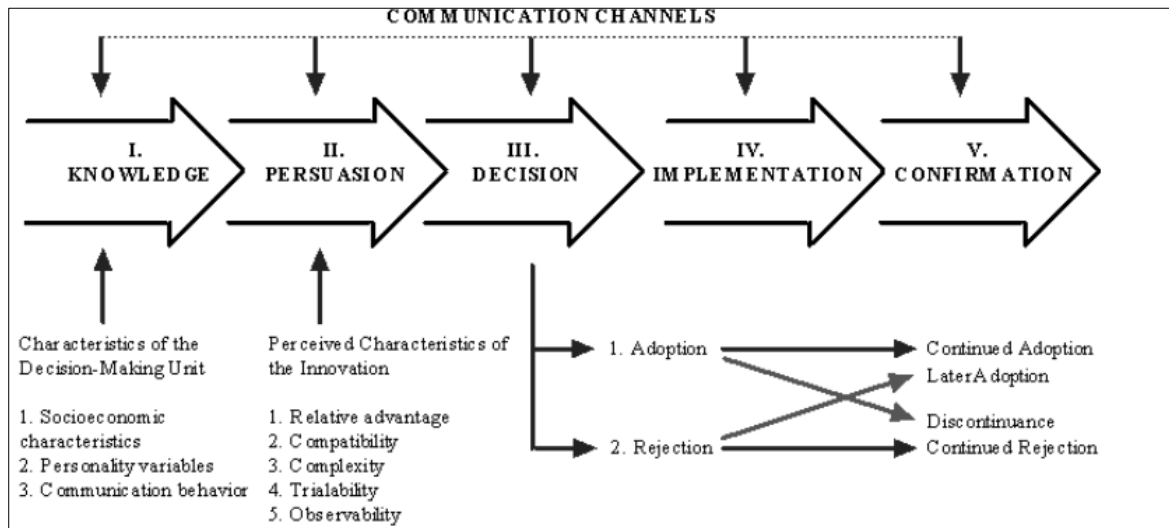 COMMUNICATION CHANNELS
I.
KNOWLEDGE
II.
PERSUASION
III.
DECISION
IV.
IMPLEMENTATION
V.
CONFIRMATION
Characteristics of the
Decision-Making Unit
1. Socioeconomic
characteristics
2. Personality variables
3. Communication behavior
Perceived Characteristics of
the Innovation
1. Relative advantage
2. Compatibility
3. Complexity
4. Trialability
5. Observability
1. Adoption
2. Rejection
Continued Adoption
Later Adoption
Discontinuance
Continued Rejection